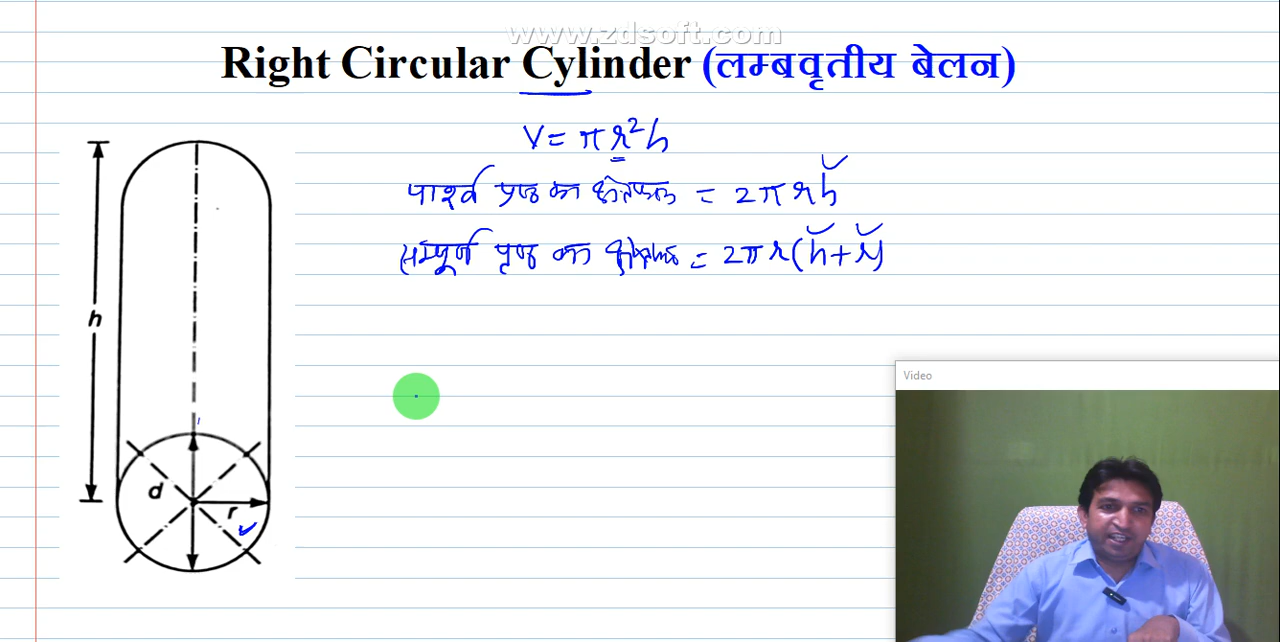 www.zdsoft.com
Right Circular Cylinder (लम्बवृतीय बेलन)
V = πr²h
पार्श्व पृष्ठ का क्षेत्रफल = 2πrh
सम्पूर्ण पृष्ठ का क्षेत्रफल = 2πr(h+r)
h
d
r
Video